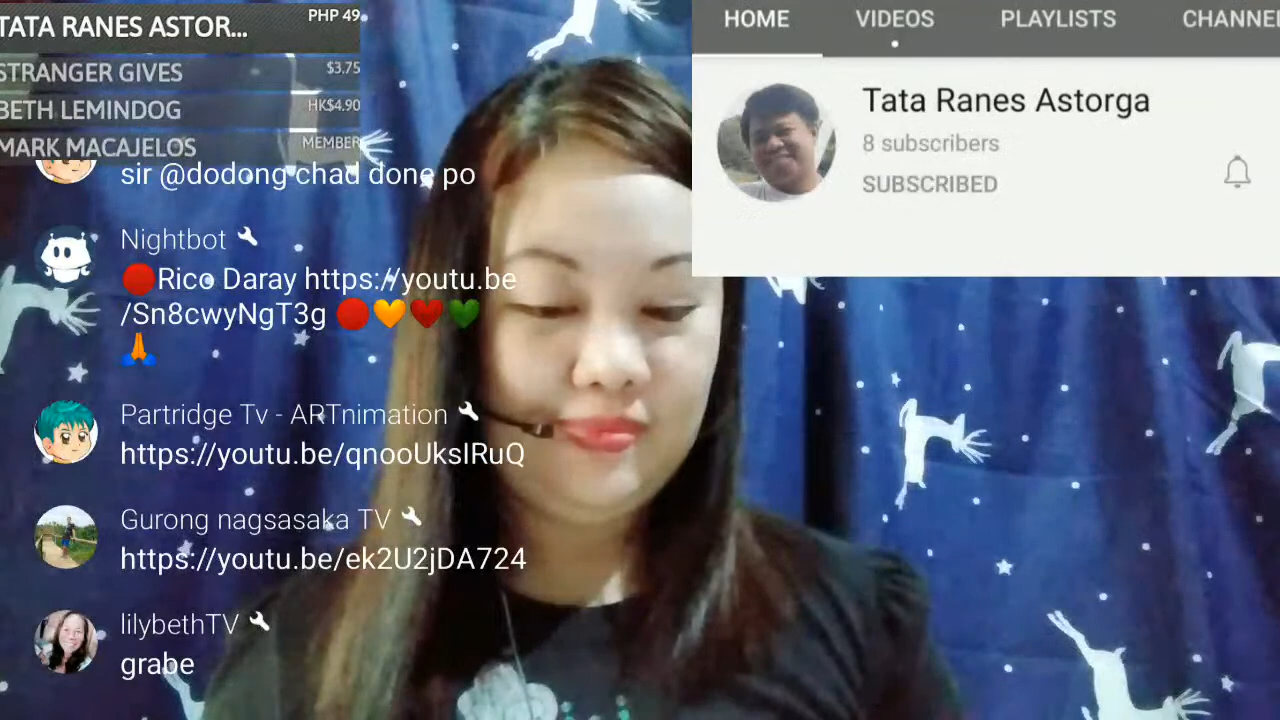 TATA RANES ASTOR... PHP 49
STRANGER GIVES $3.75
BETH LEMINDOG HK$4.90
MARK MACAJELOS MEMBER
sir @dodong chad done po
Nightbot
🔴Rico Daray https://youtu.be
/Sn8cwyNgT3g 🔴🧡❤️💚
🙏
Partridge Tv - ARTnimation
https://youtu.be/qnooUksIRuQ
Gurong nagsasaka TV
https://youtu.be/ek2U2jDA724
lilybethTV
grabe
HOME VIDEOS PLAYLISTS CHANNE
Tata Ranes Astorga
8 subscribers
SUBSCRIBED